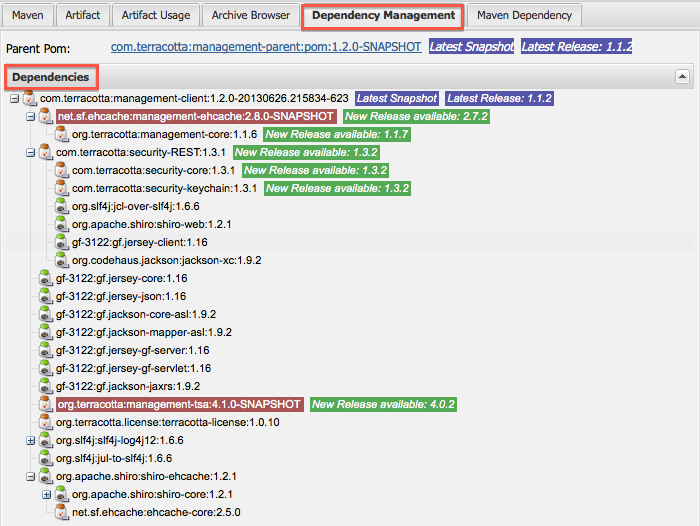 Maven Artifact Artifact Usage Archive Browser Dependency Management Maven Dependency
Parent Pom: com.terracotta:management-parent:pom:1.2.0-SNAPSHOT Latest Snapshot Latest Release: 1.1.2
Dependencies
com.terracotta:management-client:1.2.0-20130626.215834-623 Latest Snapshot Latest Release: 1.1.2
net.sf.ehcache:management-ehcache:2.8.0-SNAPSHOT New Release available: 2.7.2
org.terracotta:management-core:1.1.6 New Release available: 1.1.7
com.terracotta:security-REST:1.3.1 New Release available: 1.3.2
com.terracotta:security-core:1.3.1 New Release available: 1.3.2
com.terracotta:security-keychain:1.3.1 New Release available: 1.3.2
org.slf4j:jcl-over-slf4j:1.6.6
org.apache.shiro:shiro-web:1.2.1
gf-3122:gf.jersey-client:1.16
org.codehaus.jackson:jackson-xc:1.9.2
gf-3122:gf.jersey-core:1.16
gf-3122:gf.jersey-json:1.16
gf-3122:gf.jackson-core-asl:1.9.2
gf-3122:gf.jackson-mapper-asl:1.9.2
gf-3122:gf.jersey-gf-server:1.16
gf-3122:gf.jersey-gf-servlet:1.16
gf-3122:gf.jackson-jaxrs:1.9.2
org.terracotta:management-tsa:4.1.0-SNAPSHOT New Release available: 4.0.2
org.terracotta.license:terracotta-license:1.0.10
org.slf4j:slf4j-log4j12:1.6.6
org.slf4j:jul-to-slf4j:1.6.6
org.apache.shiro:shiro-ehcache:1.2.1
org.apache.shiro:shiro-core:1.2.1
net.sf.ehcache:ehcache-core:2.5.0